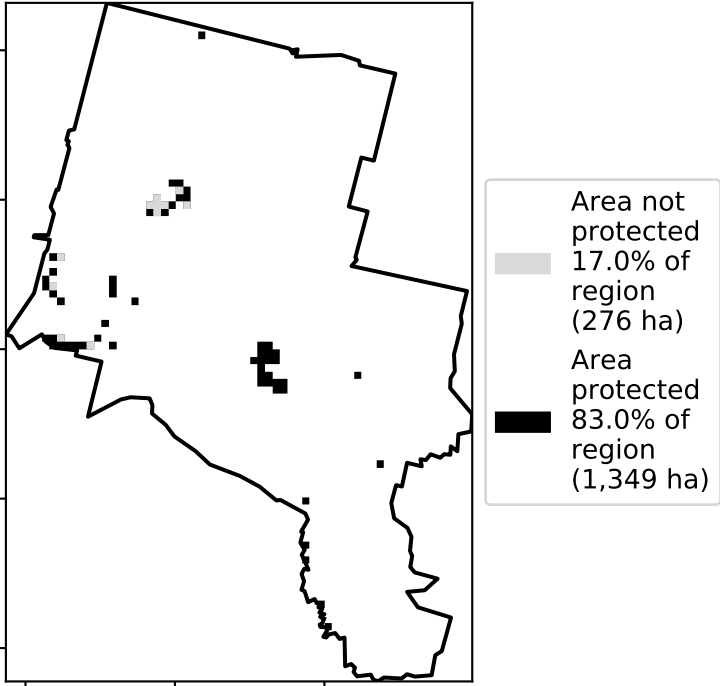 Area not
protected
17.0% of
region
(276 ha)
Area
protected
83.0% of
region
(1,349 ha)